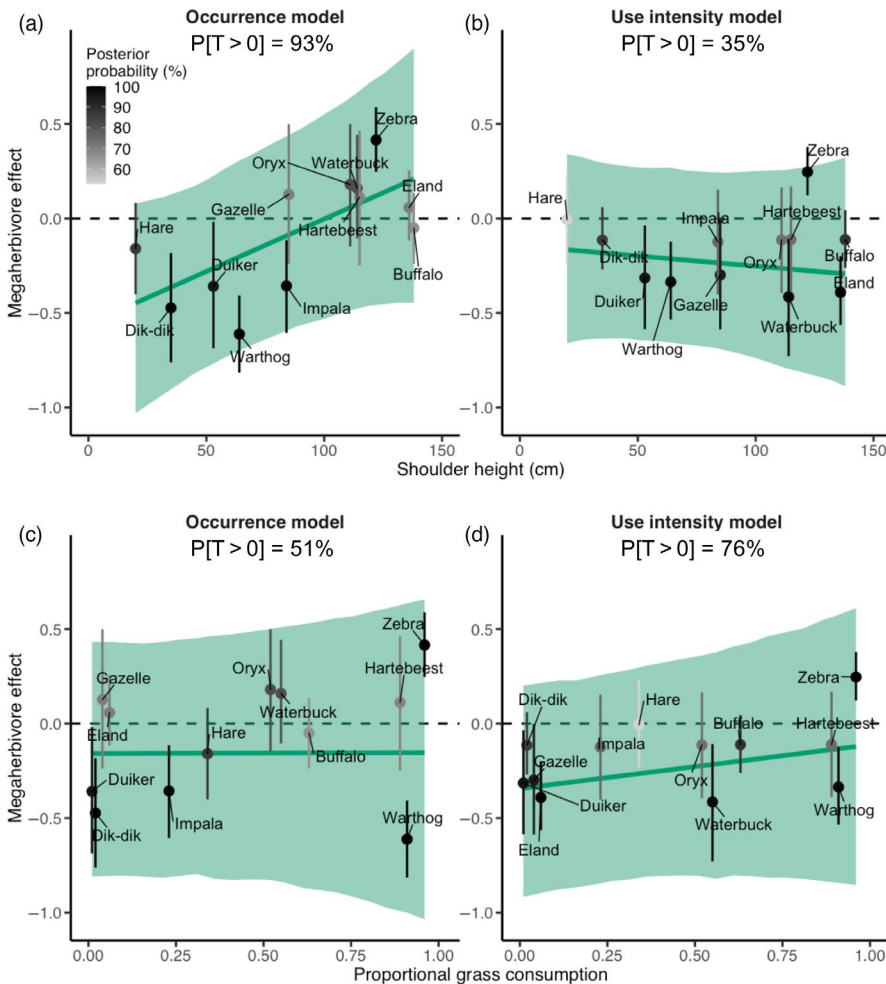 (a)
Occurrence model
P[T > 0] = 93%
(b)
Use intensity model
P[T > 0] = 35%
Posterior
probability (%)
100
90
80
70
60
Megaherbivore effect
0.5
0.0
−0.5
−1.0
Zebra
Oryx
Waterbuck
Eland
Gazelle
Hare
Hartebeest
Buffalo
Duiker
Impala
Dik-dik
Warthog
0
50
100
150
Zebra
Hare
Impala
Hartebeest
Dik-dik
Oryx
Buffalo
Duiker
Gazelle
Eland
Waterbuck
Warthog
0
50
100
150
Shoulder height (cm)
(c)
Occurrence model
P[T > 0] = 51%
(d)
Use intensity model
P[T > 0] = 76%
Megaherbivore effect
0.5
0.0
−0.5
−1.0
Zebra
Gazelle
Oryx
Hartebeest
Waterbuck
Eland
Hare
Buffalo
Duiker
Dik-dik
Impala
Warthog
0.00
0.25
0.50
0.75
1.00
Zebra
Dik-dik
Hare
Buffalo
Hartebeest
Impala
Gazelle
Oryx
Duiker
Warthog
Waterbuck
Eland
0.00
0.25
0.50
0.75
1.00
Proportional grass consumption